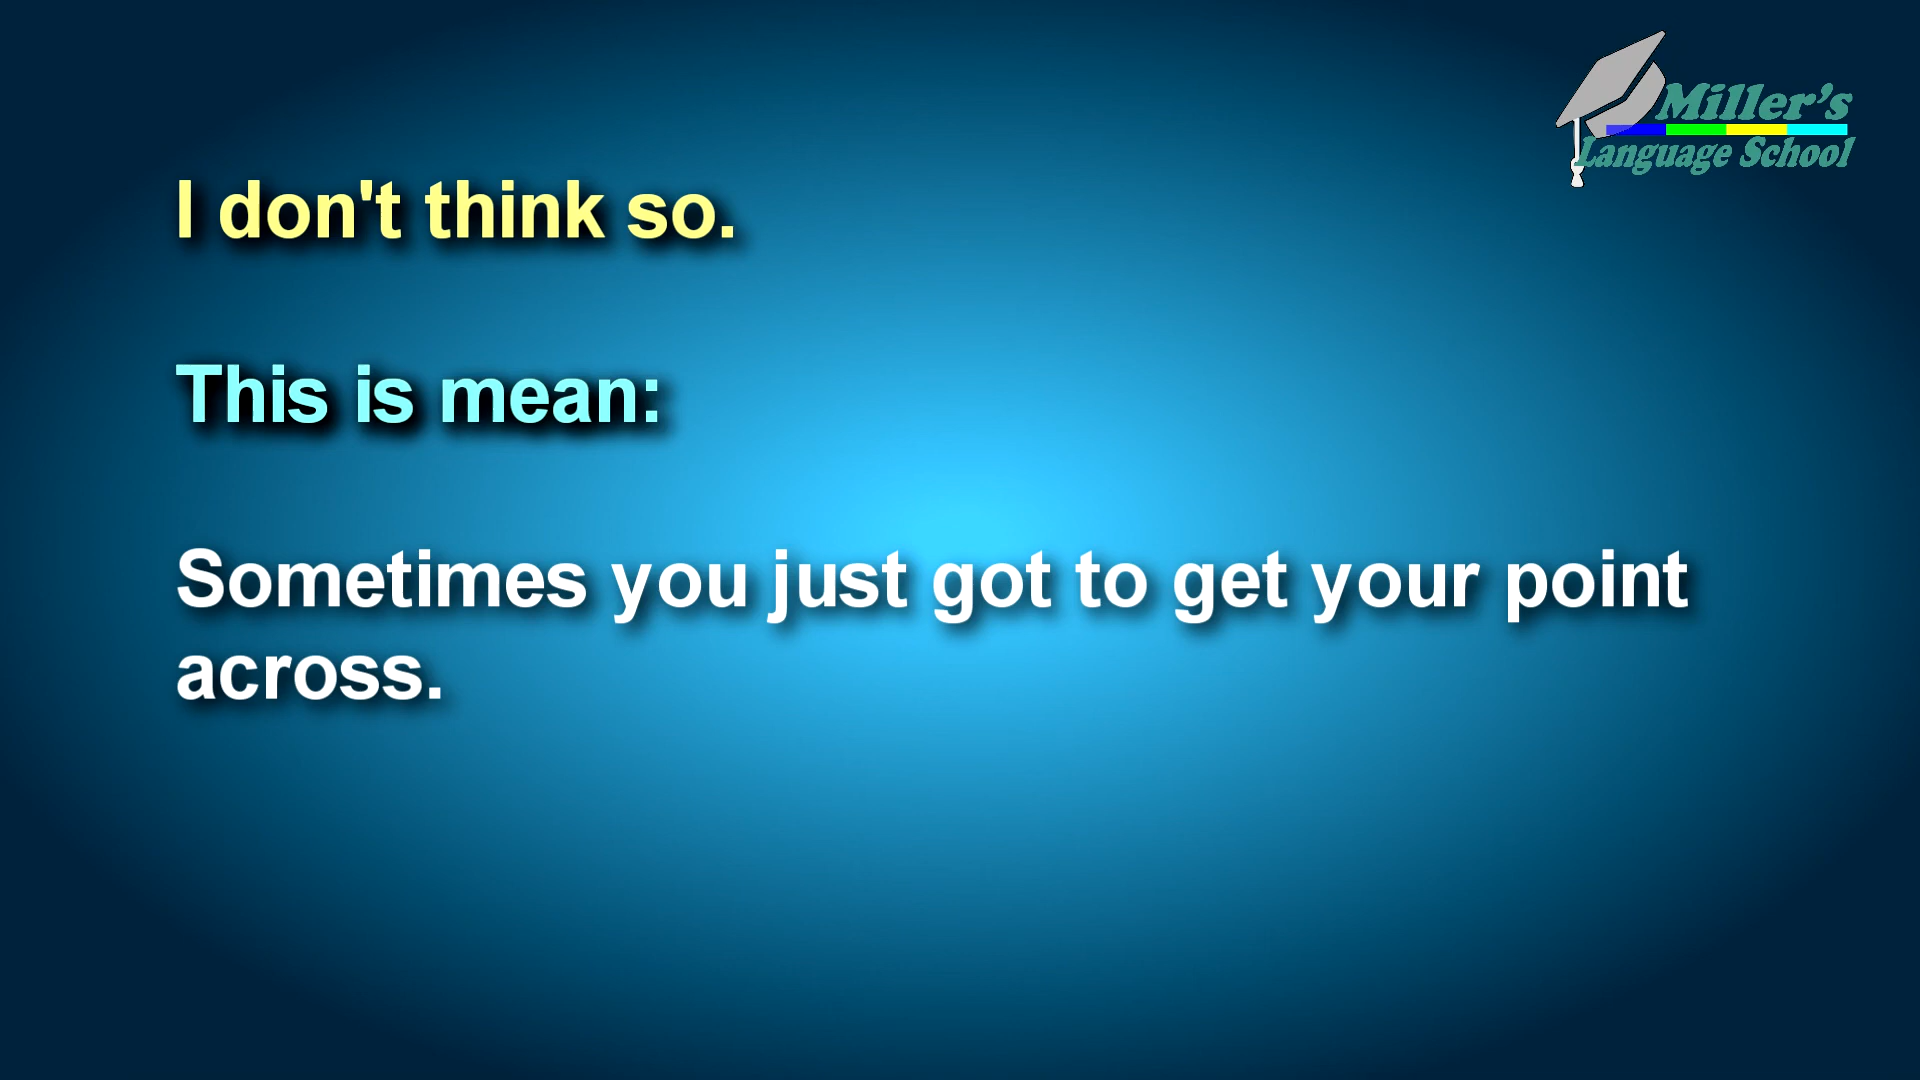 Miller's
Language School
I don't think so.
This is mean:
Sometimes you just got to get your point
across.